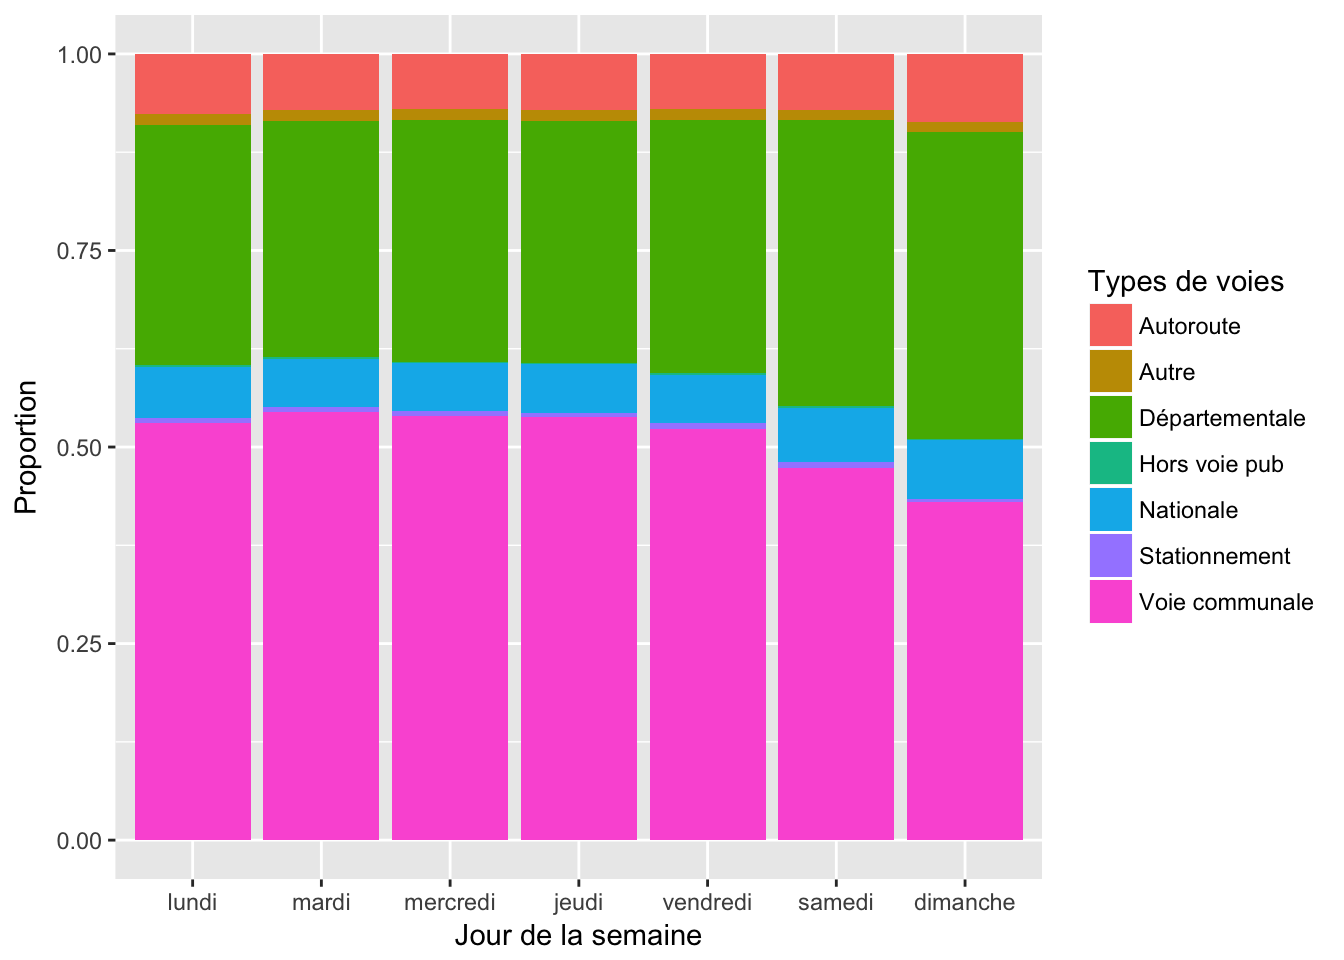 1.00
0.75
0.50
0.25
0.00
Proportion
lundi mardi mercredi jeudi vendredi samedi dimanche
Jour de la semaine
Types de voies
Autoroute
Autre
Départementale
Hors voie pub
Nationale
Stationnement
Voie communale